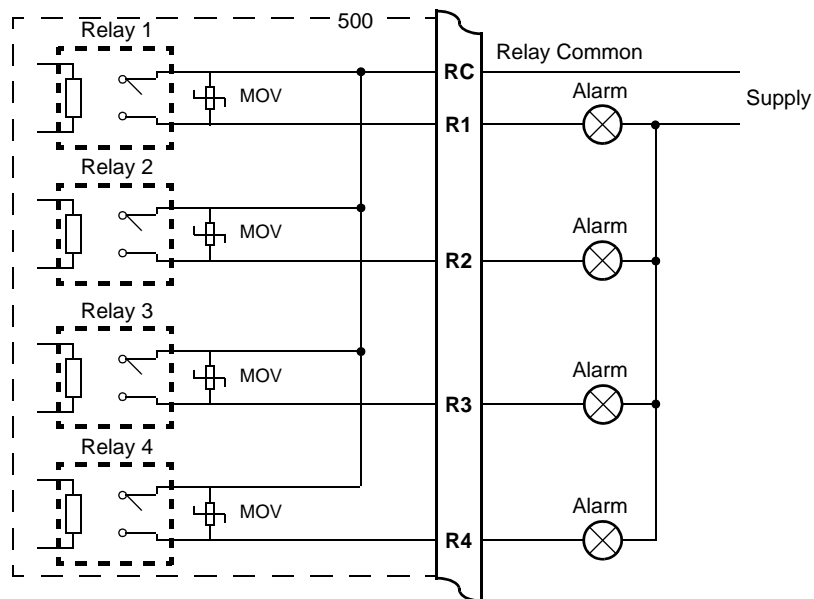 Relay 1
500
Relay Common
RC
MOV
Alarm
Supply
R1
Relay 2
MOV
Alarm
R2
Relay 3
MOV
Alarm
R3
Relay 4
MOV
Alarm
R4